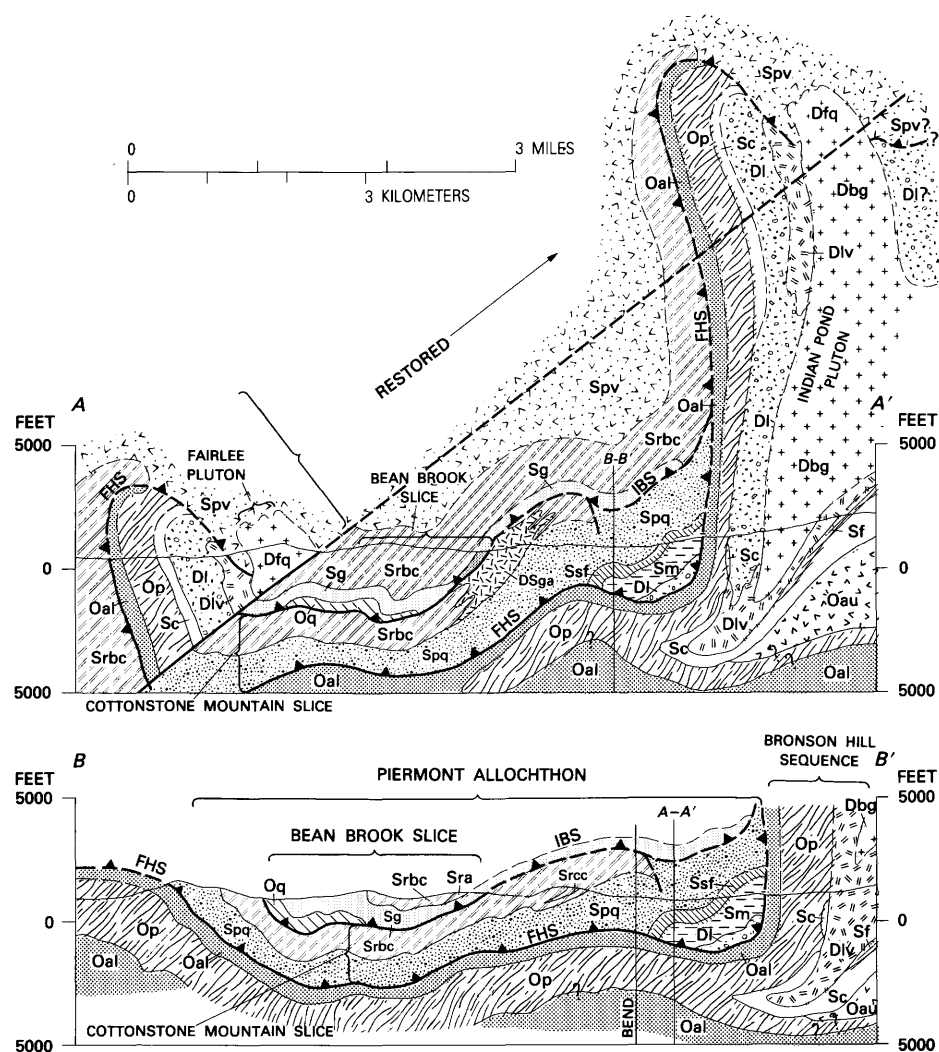 Spv
Dfq
Spv?
?
Op
Sc
Dl
0
3 MILES
Oal
Dbg
Dl?
0
3 KILOMETERS
Dlv
RESTORED
FHS
INDIAN POND
PLUTON
Spv
A
Oal
A'
FEET
5000
FEET
5000
FAIRLEE
PLUTON
Srbc
Dl
FHS
Spv
BEAN BROOK
SLICE
Sg
B-B
IBS
Dbg
Spq
Sf
Dfq
0
Sg
Srbc
DSga
Ssf
Sm
Sc
0
Op
Dl
Dl
Oau
Dlv
Oal
Oq
Srbc
FHS
Dlv
Sc
Op
Sc
?
?
Srbc
Spq
Oal
Oal
5000
5000
COTTONSTONE MOUNTAIN SLICE
BRONSON HILL
SEQUENCE
B
B'
FEET
5000
PIERMONT ALLOCHTHON
FEET
5000
Dbg
A–A'
BEAN BROOK SLICE
IBS
Op
FHS
Srbc
Sra
Oq
Srcc
Ssf
0
Sg
Spq
Sm
Sc
0
Op
Spq
Srbc
FHS
Dl
Sf
Dlv
Oal
Oal
Oal
Op
Sc
?
Oau
?
COTTONSTONE MOUNTAIN SLICE
BEND
Oal
5000
5000